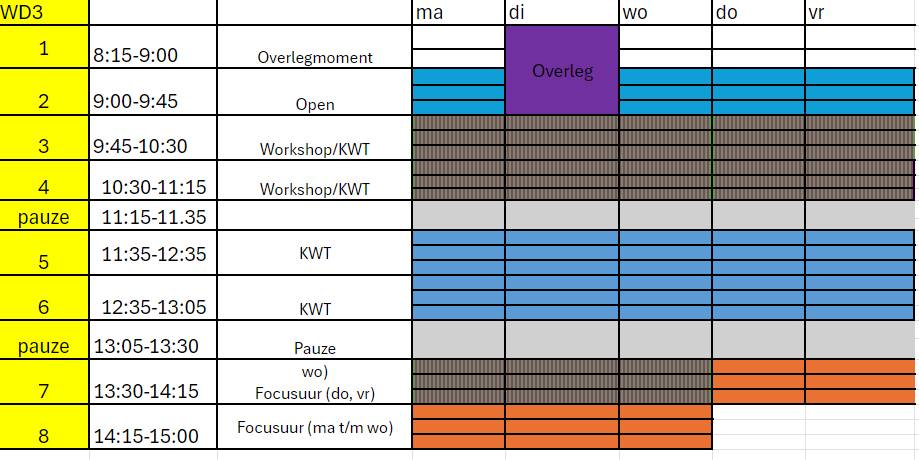 WD3 ma di wo do vr
1 8:15-9:00 Overlegmoment
Overleg
2 9:00-9:45 Open
3 9:45-10:30 Workshop/KWT
4 10:30-11:15 Workshop/KWT
pauze 11:15-11.35
5 11:35-12:35 KWT
6 12:35-13:05 KWT
pauze 13:05-13:30 Pauze
wo)
7 13:30-14:15 Focusuur (do, vr)
8 14:15-15:00 Focusuur (ma t/m wo)